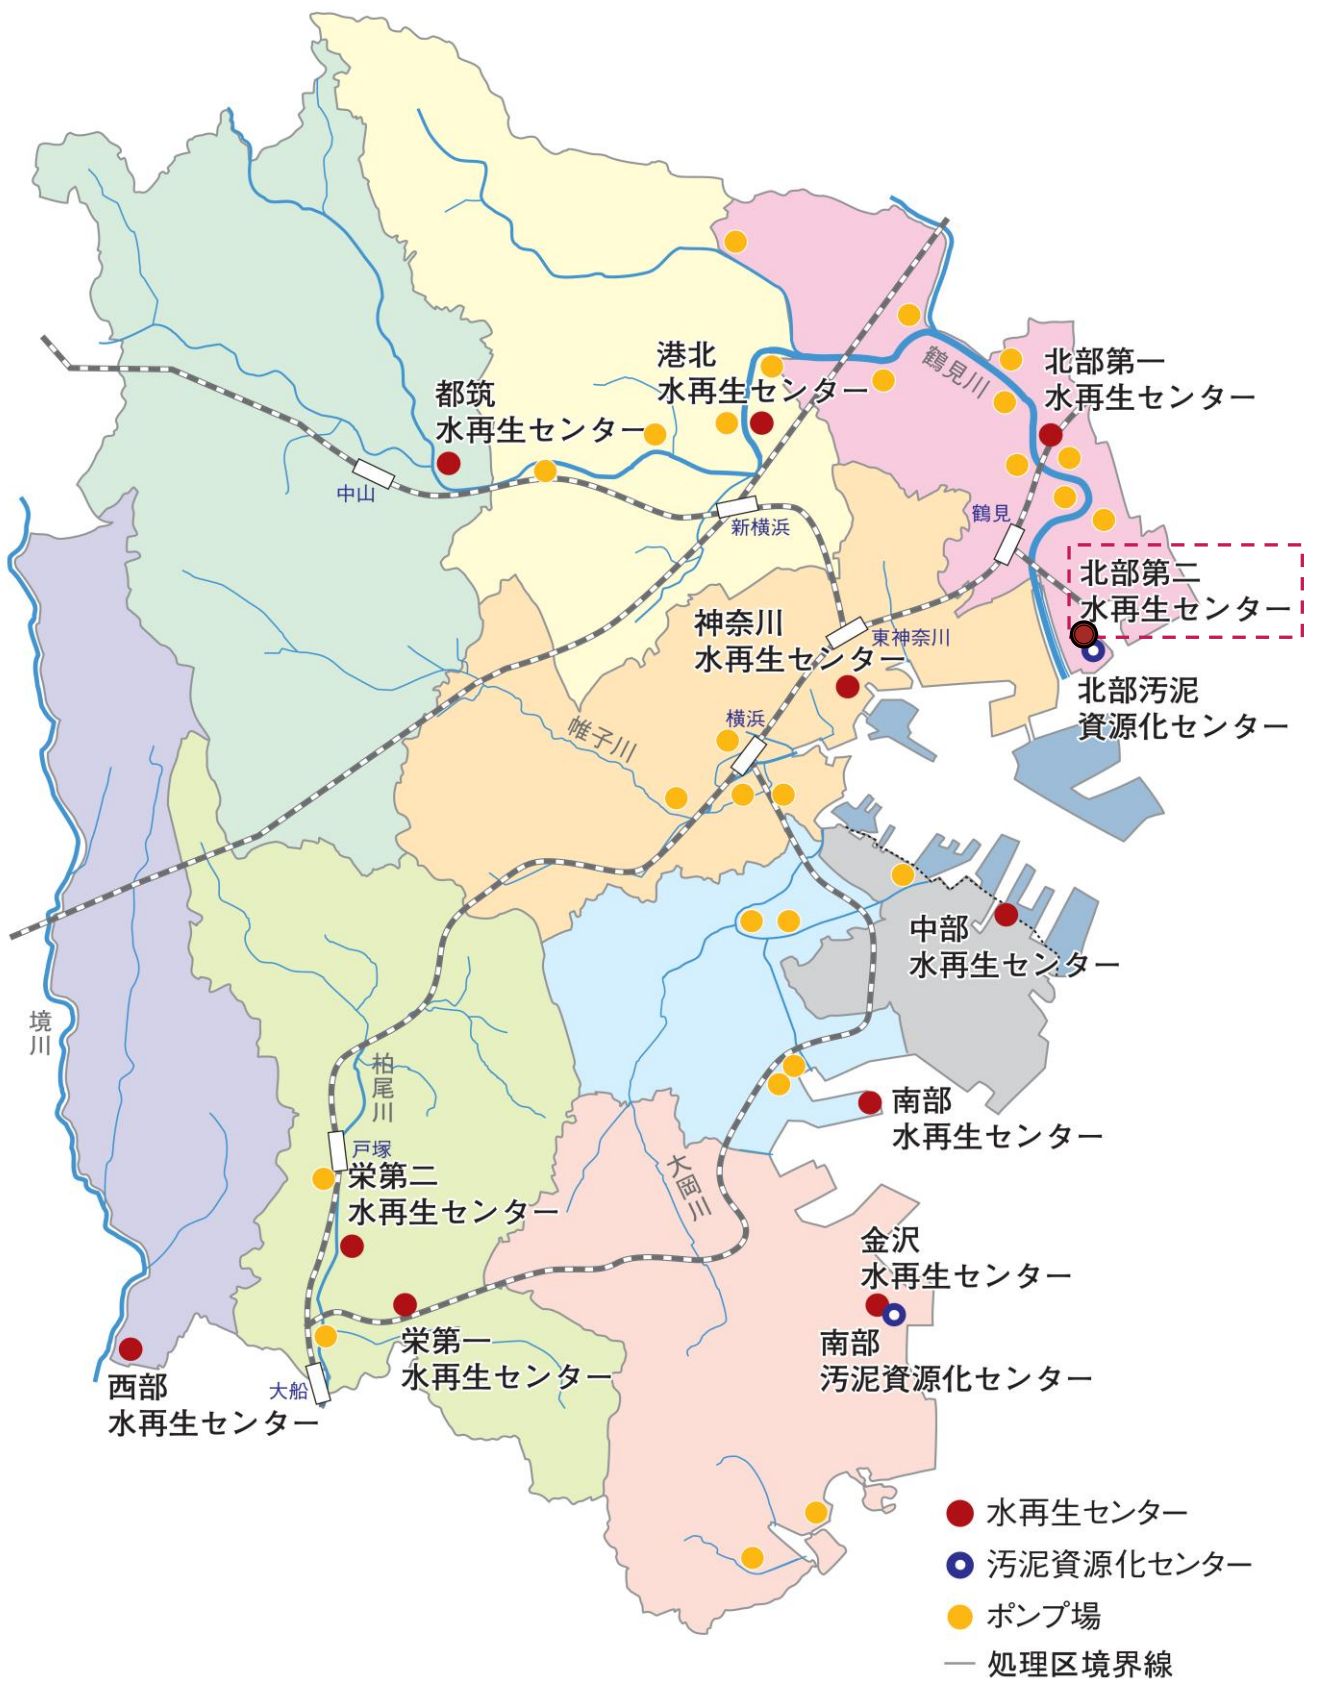 港北
水再生センター
鶴見川
北部第一
水再生センター
都筑
水再生センター
中山
新横浜
鶴見
北部第二
水再生センター
神奈川
水再生センター
東神奈川
北部汚泥
資源化センター
横浜
帷子川
中部
水再生センター
境川
柏尾川
南部
水再生センター
戸塚
栄第二
水再生センター
大岡川
金沢
水再生センター
南部
汚泥資源化センター
栄第一
水再生センター
大船
西部
水再生センター
水再生センター
汚泥資源化センター
ポンプ場
処理区境界線